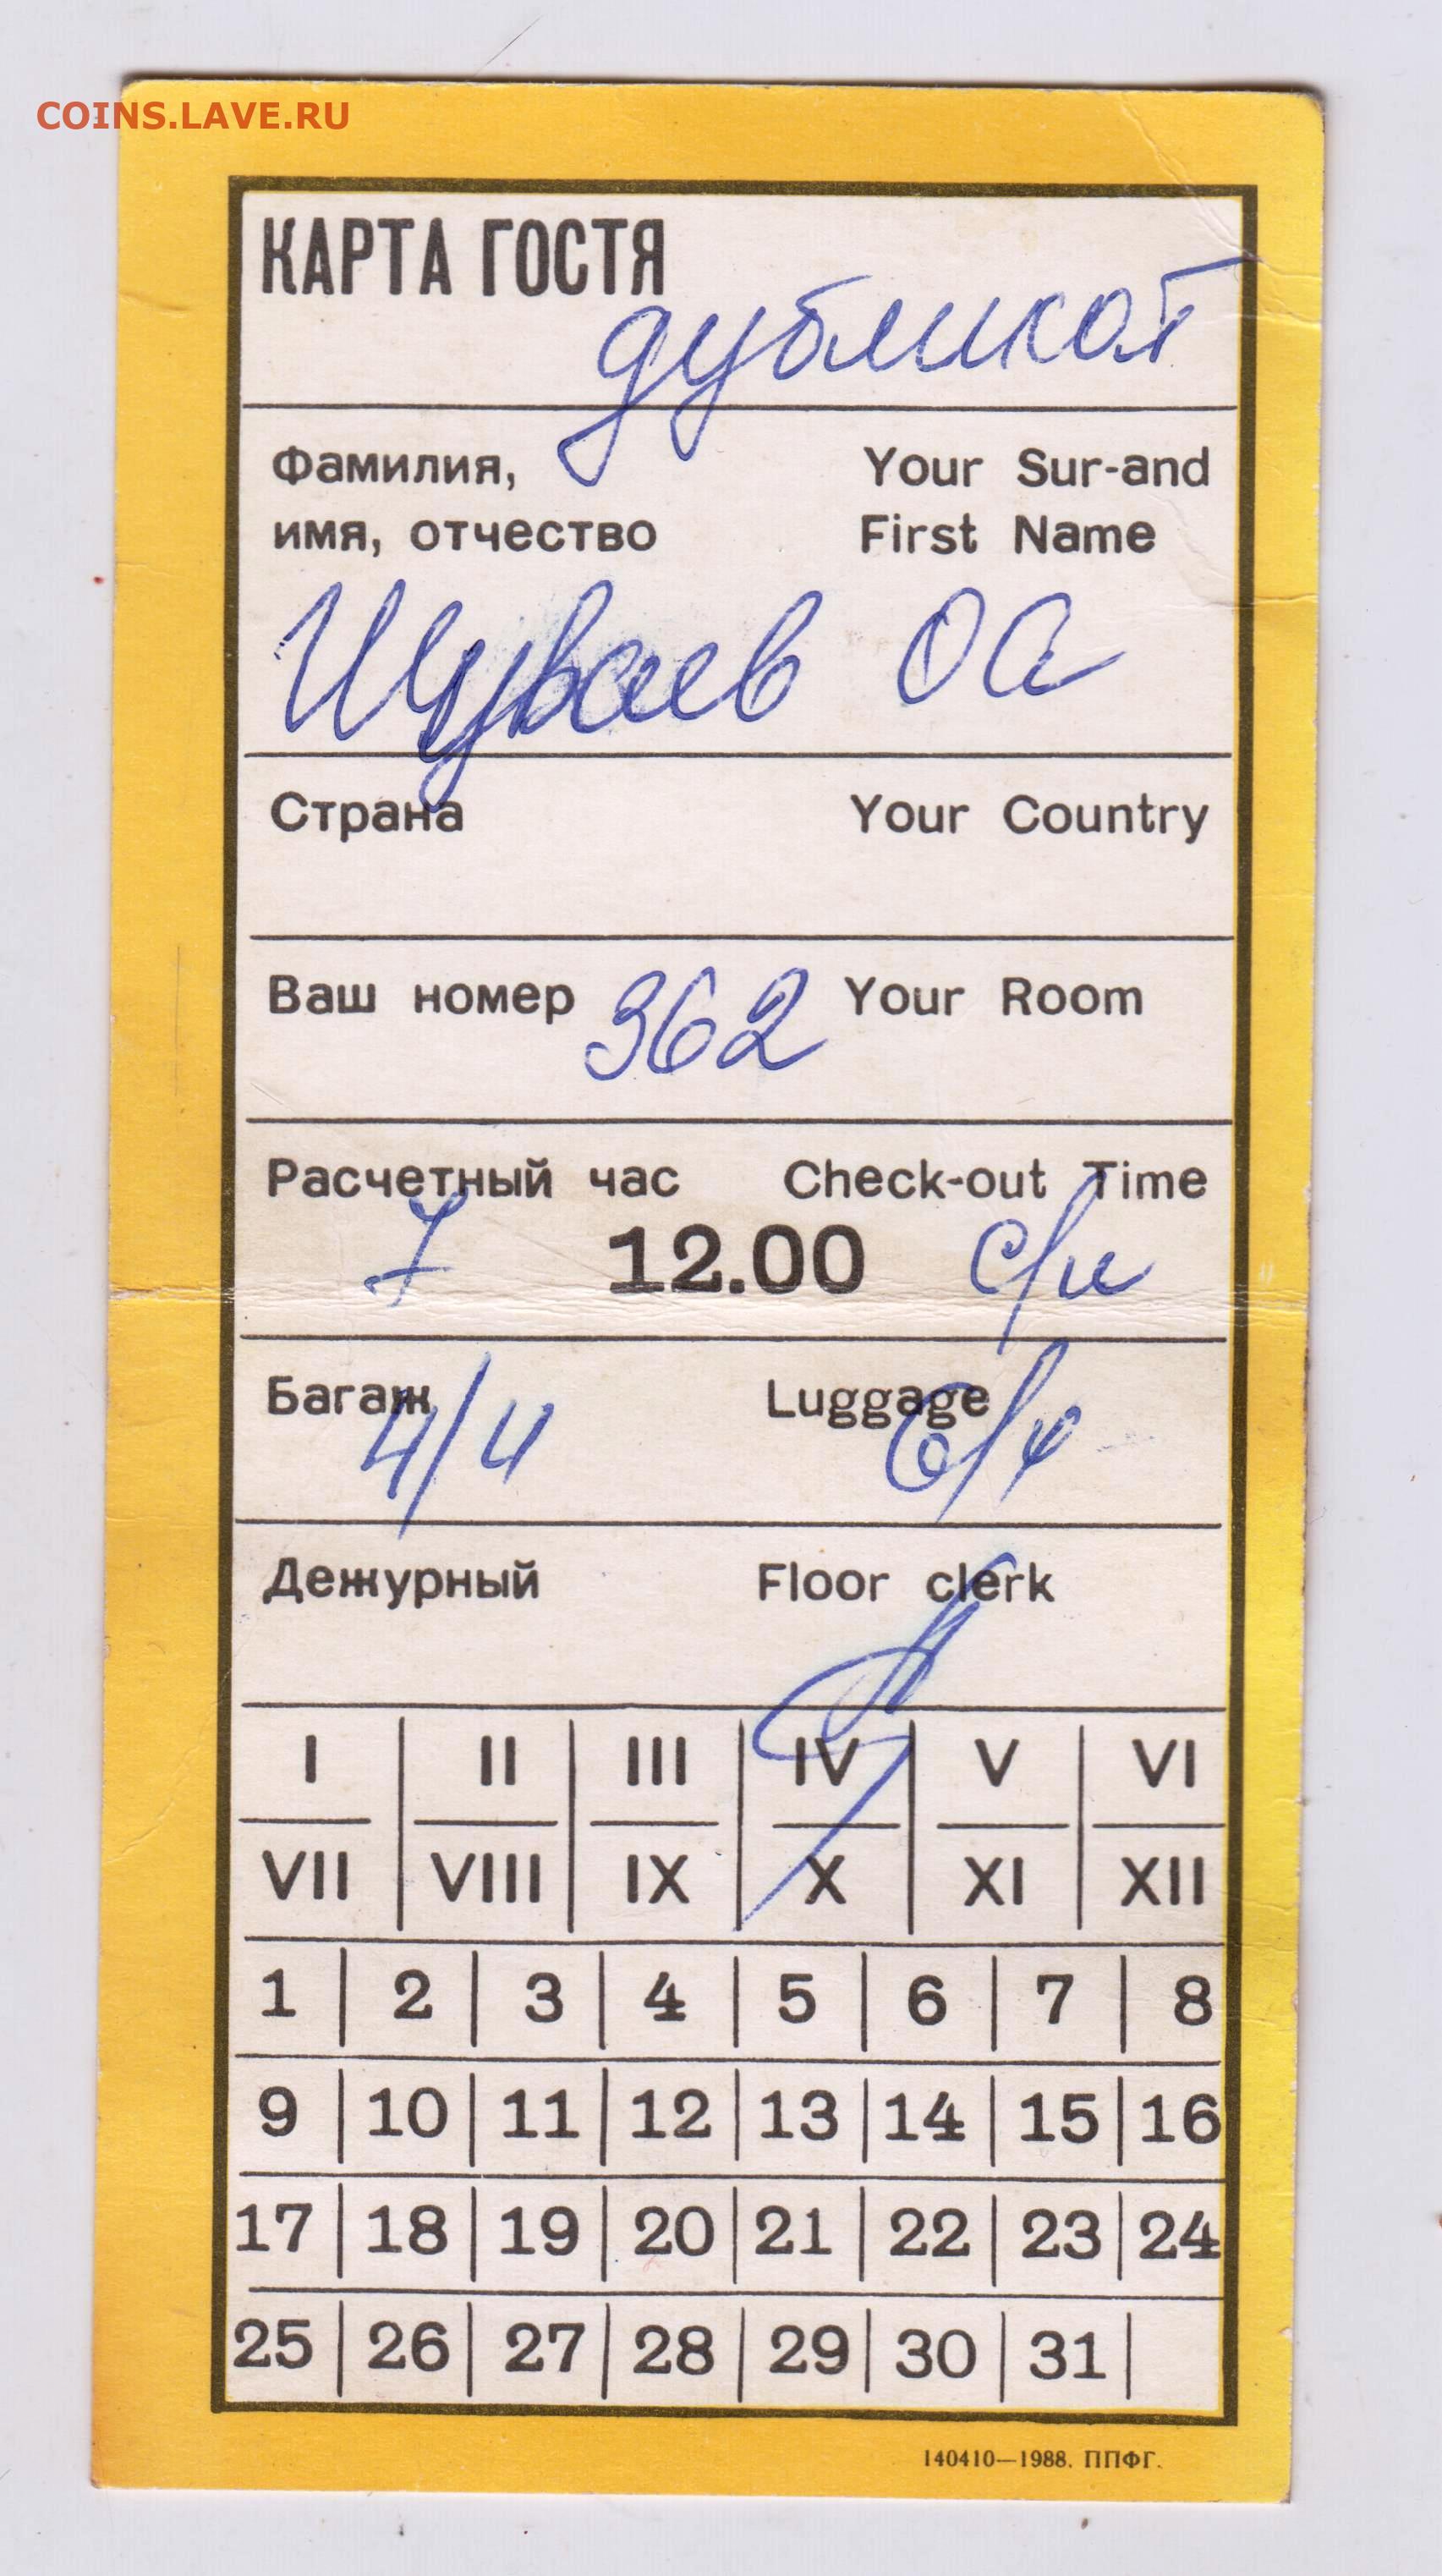 COINS.LAVE.RU
КАРТА ГОСТЯ
дубликат
Фамилия, Your Sur-and
имя, отчество First Name
Шуваев ОА
Страна Your Country
Ваш номер 362 Your Room
Расчетный час Check-out Time
7 12.00 с/и
Багаж Luggage
4/4
Дежурный Floor clerk
I II III IV V VI
VII VIII IX X XI XII
1 2 3 4 5 6 7 8
9 10 11 12 13 14 15 16
17 18 19 20 21 22 23 24
25 26 27 28 29 30 31
140410—1988. ППФГ.